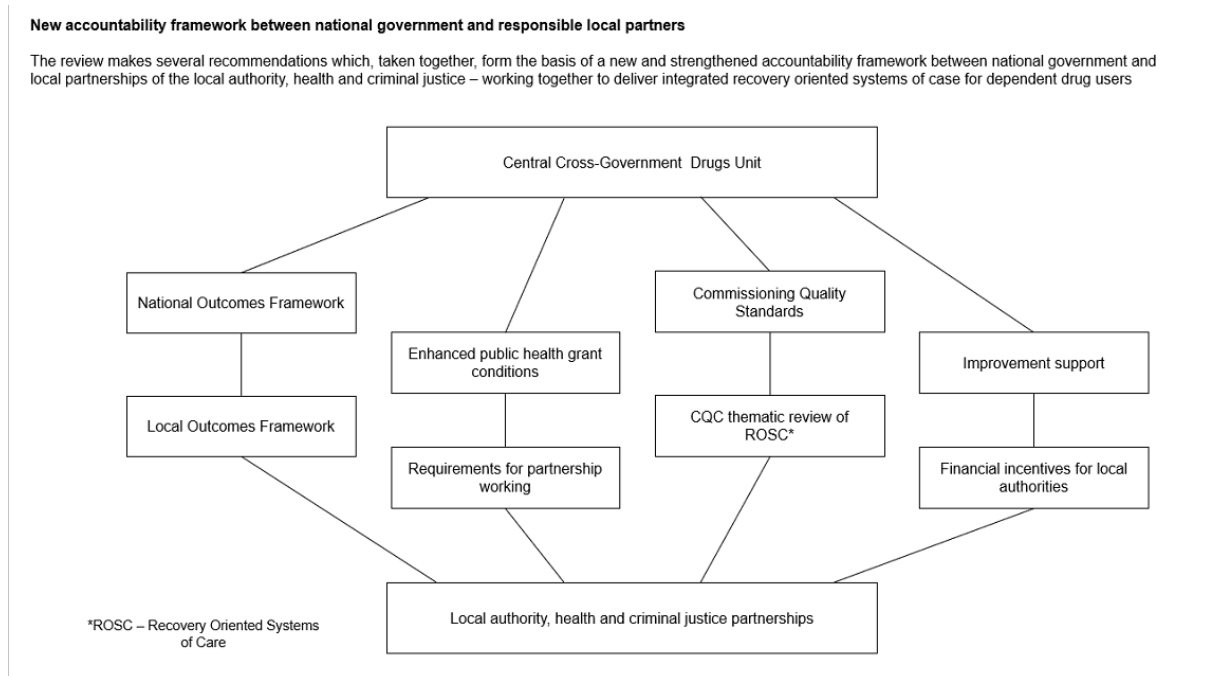 New accountability framework between national government and responsible local partners
The review makes several recommendations which, taken together, form the basis of a new and strengthened accountability framework between national government and
local partnerships of the local authority, health and criminal justice – working together to deliver integrated recovery oriented systems of case for dependent drug users
Central Cross-Government Drugs Unit
National Outcomes Framework
Local Outcomes Framework
Enhanced public health grant
conditions
Requirements for partnership
working
Commissioning Quality
Standards
CQC thematic review of
ROSC*
Improvement support
Financial incentives for local
authorities
Local authority, health and criminal justice partnerships
*ROSC – Recovery Oriented Systems
of Care